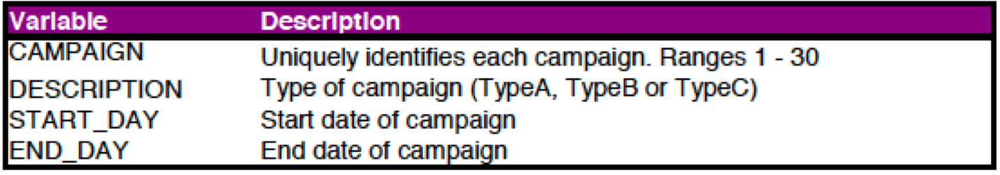 Variable Description
CAMPAIGN Uniquely identifies each campaign. Ranges 1 - 30
DESCRIPTION Type of campaign (TypeA, TypeB or TypeC)
START_DAY Start date of campaign
END_DAY End date of campaign